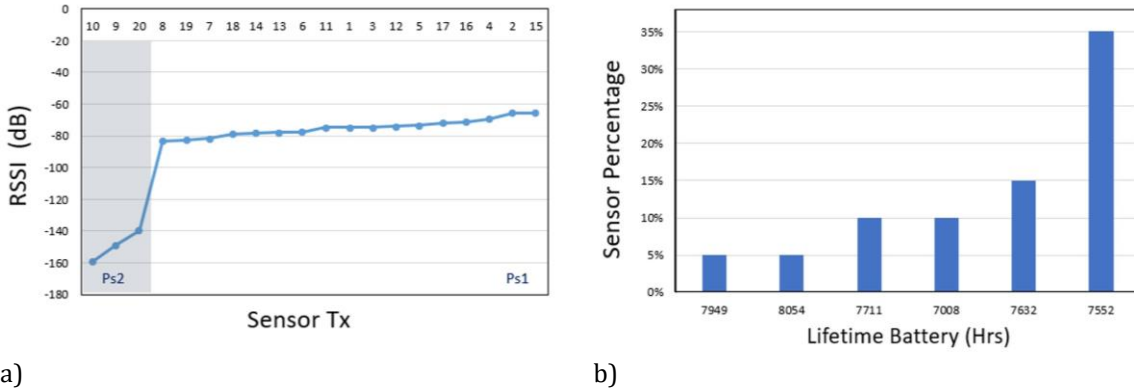 0
10 9 20 8 19 7 18 14 13 6 11 1 3 12 5 17 16 4 2 15
-20
-40
-60
-80
-100
-120
-140
-160
-180
RSSI (dB)
Ps2
Ps1
Sensor Tx
a)
35%
30%
25%
20%
15%
10%
5%
0%
Sensor Percentage
7949 8054 7711 7008 7632 7552
Lifetime Battery (Hrs)
b)